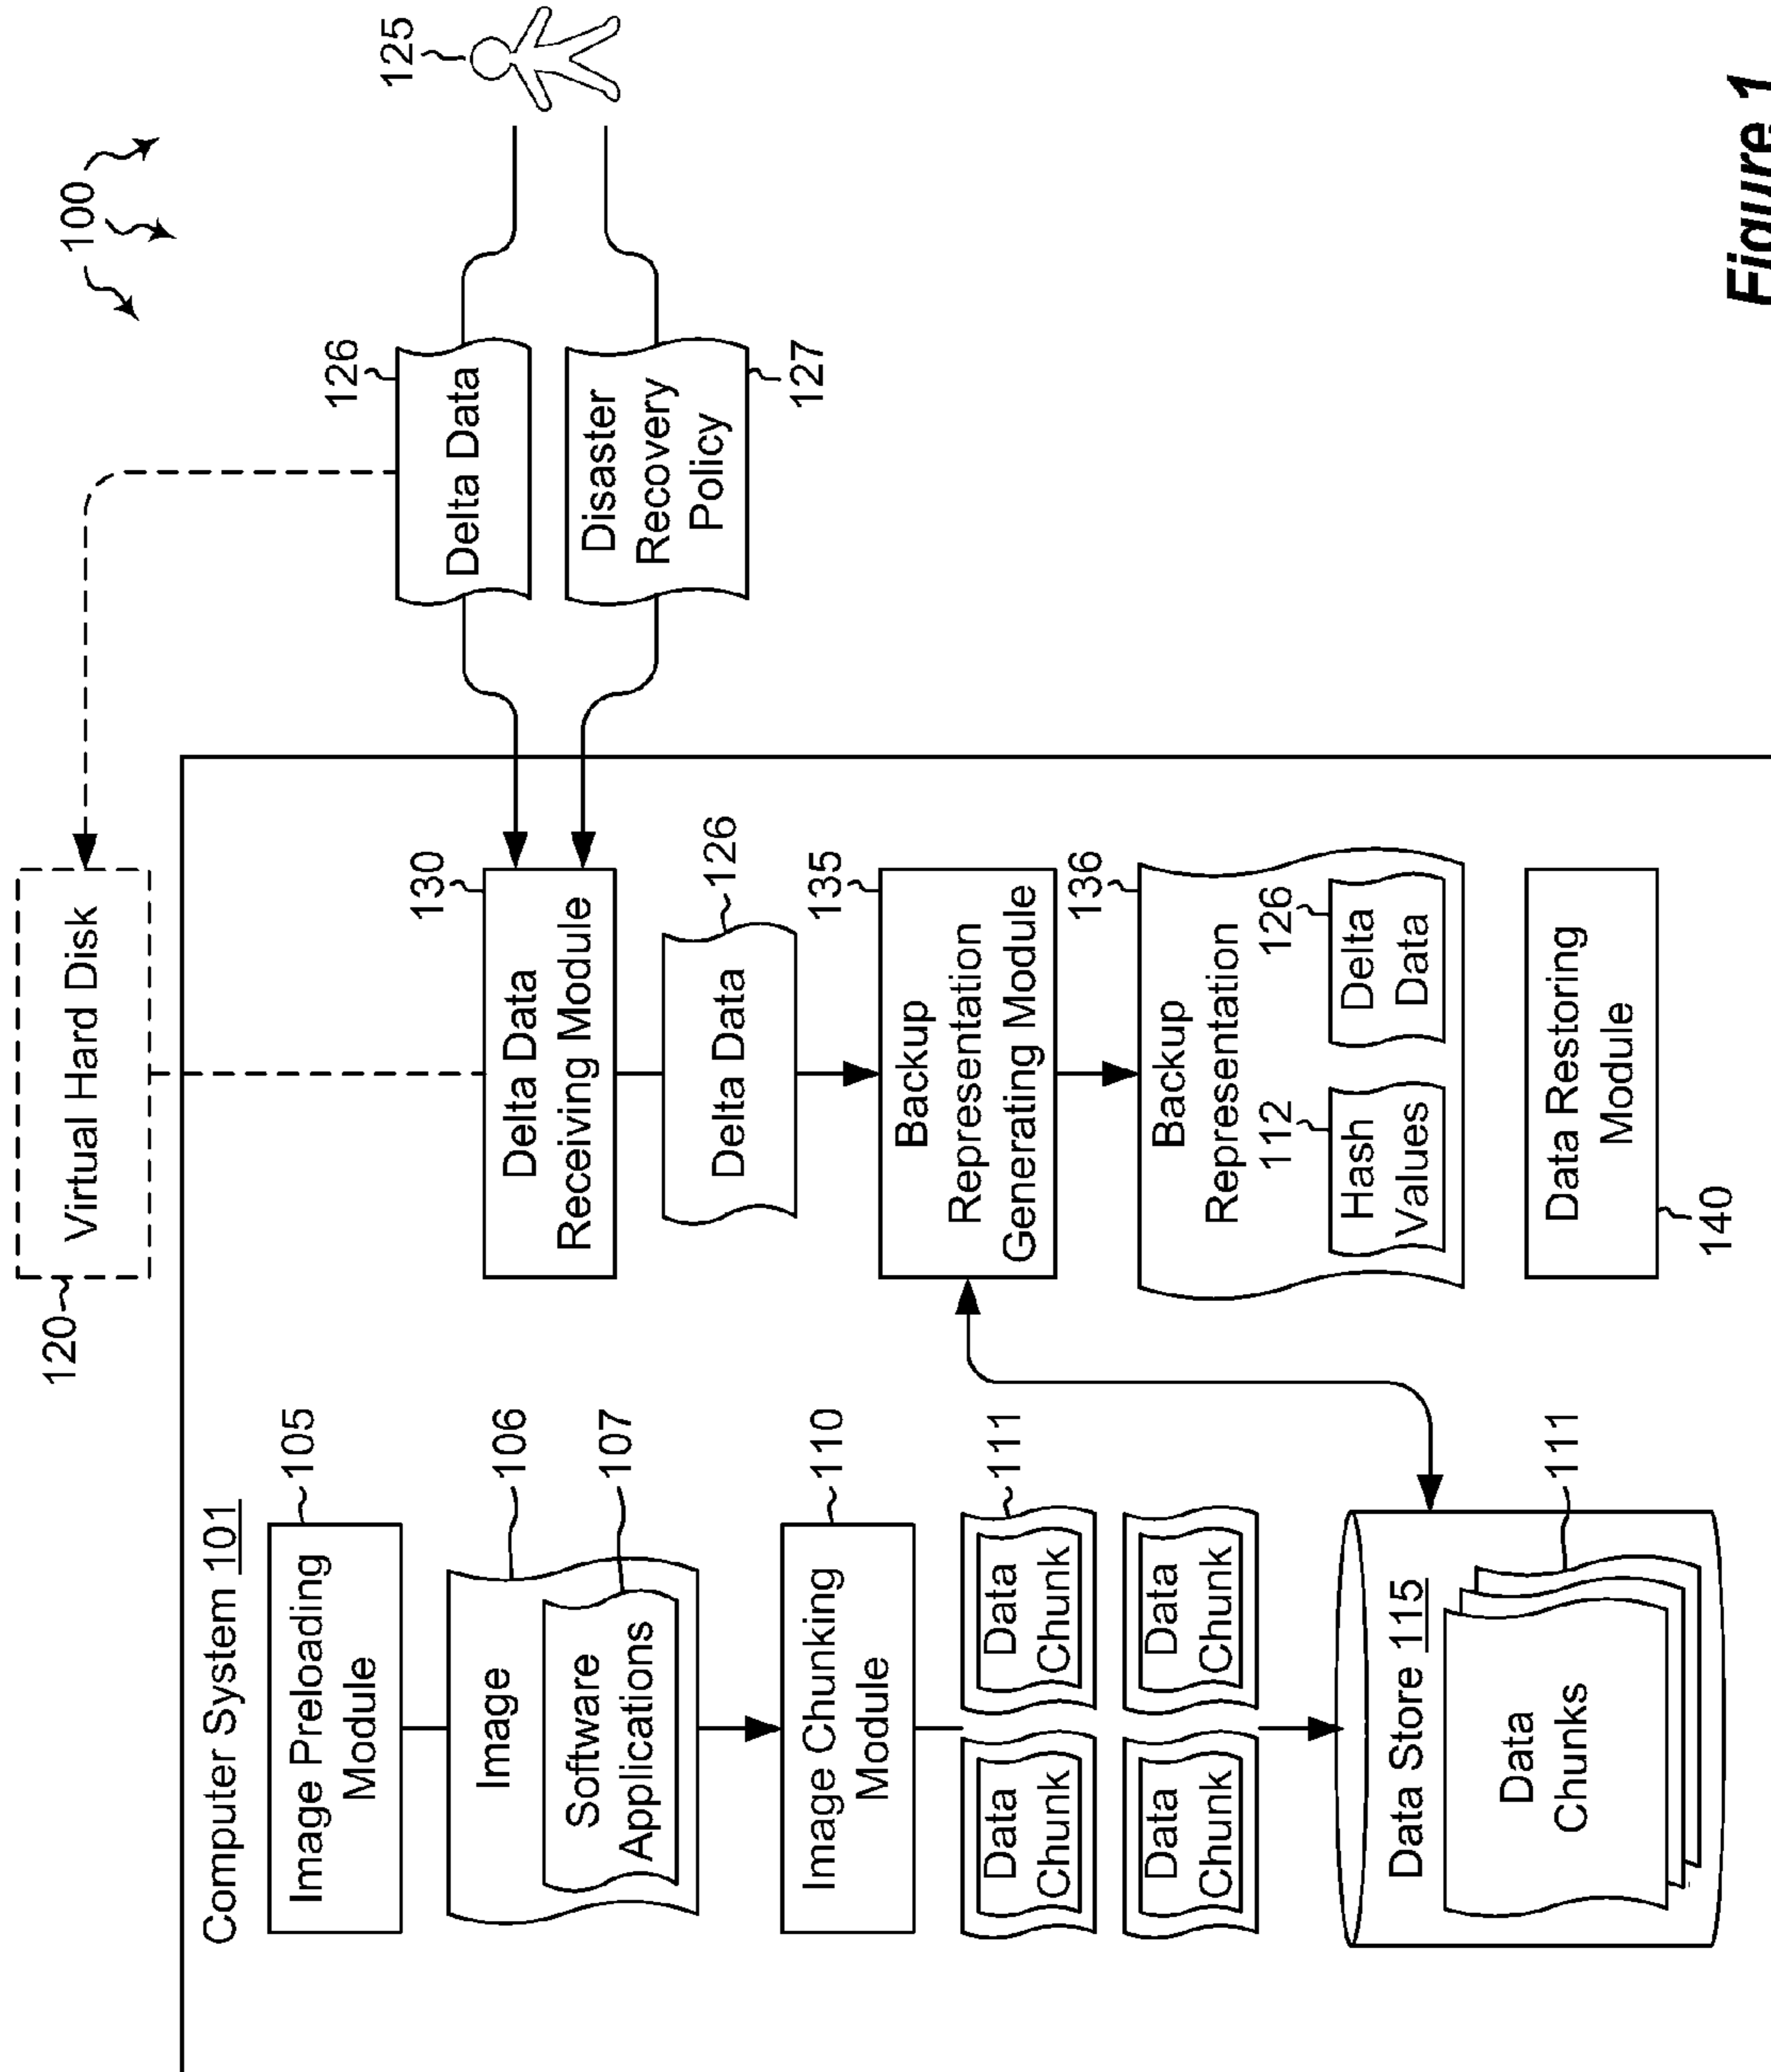 100
120
Virtual Hard Disk
125
126
Delta Data
Disaster
Recovery
Policy
127
Computer System 101
105
Image Preloading
Module
106
Image
107
Software
Applications
110
Image Chunking
Module
111
Data
Chunk
Data
Chunk
Data
Chunk
Data
Chunk
Data Store 115
111
Data
Chunks
130
Delta Data
Receiving Module
126
Delta Data
135
Backup
Representation
Generating Module
136
Backup
Representation
112
Hash
Values
126
Delta
Data
Data Restoring
Module
140
Figure 1